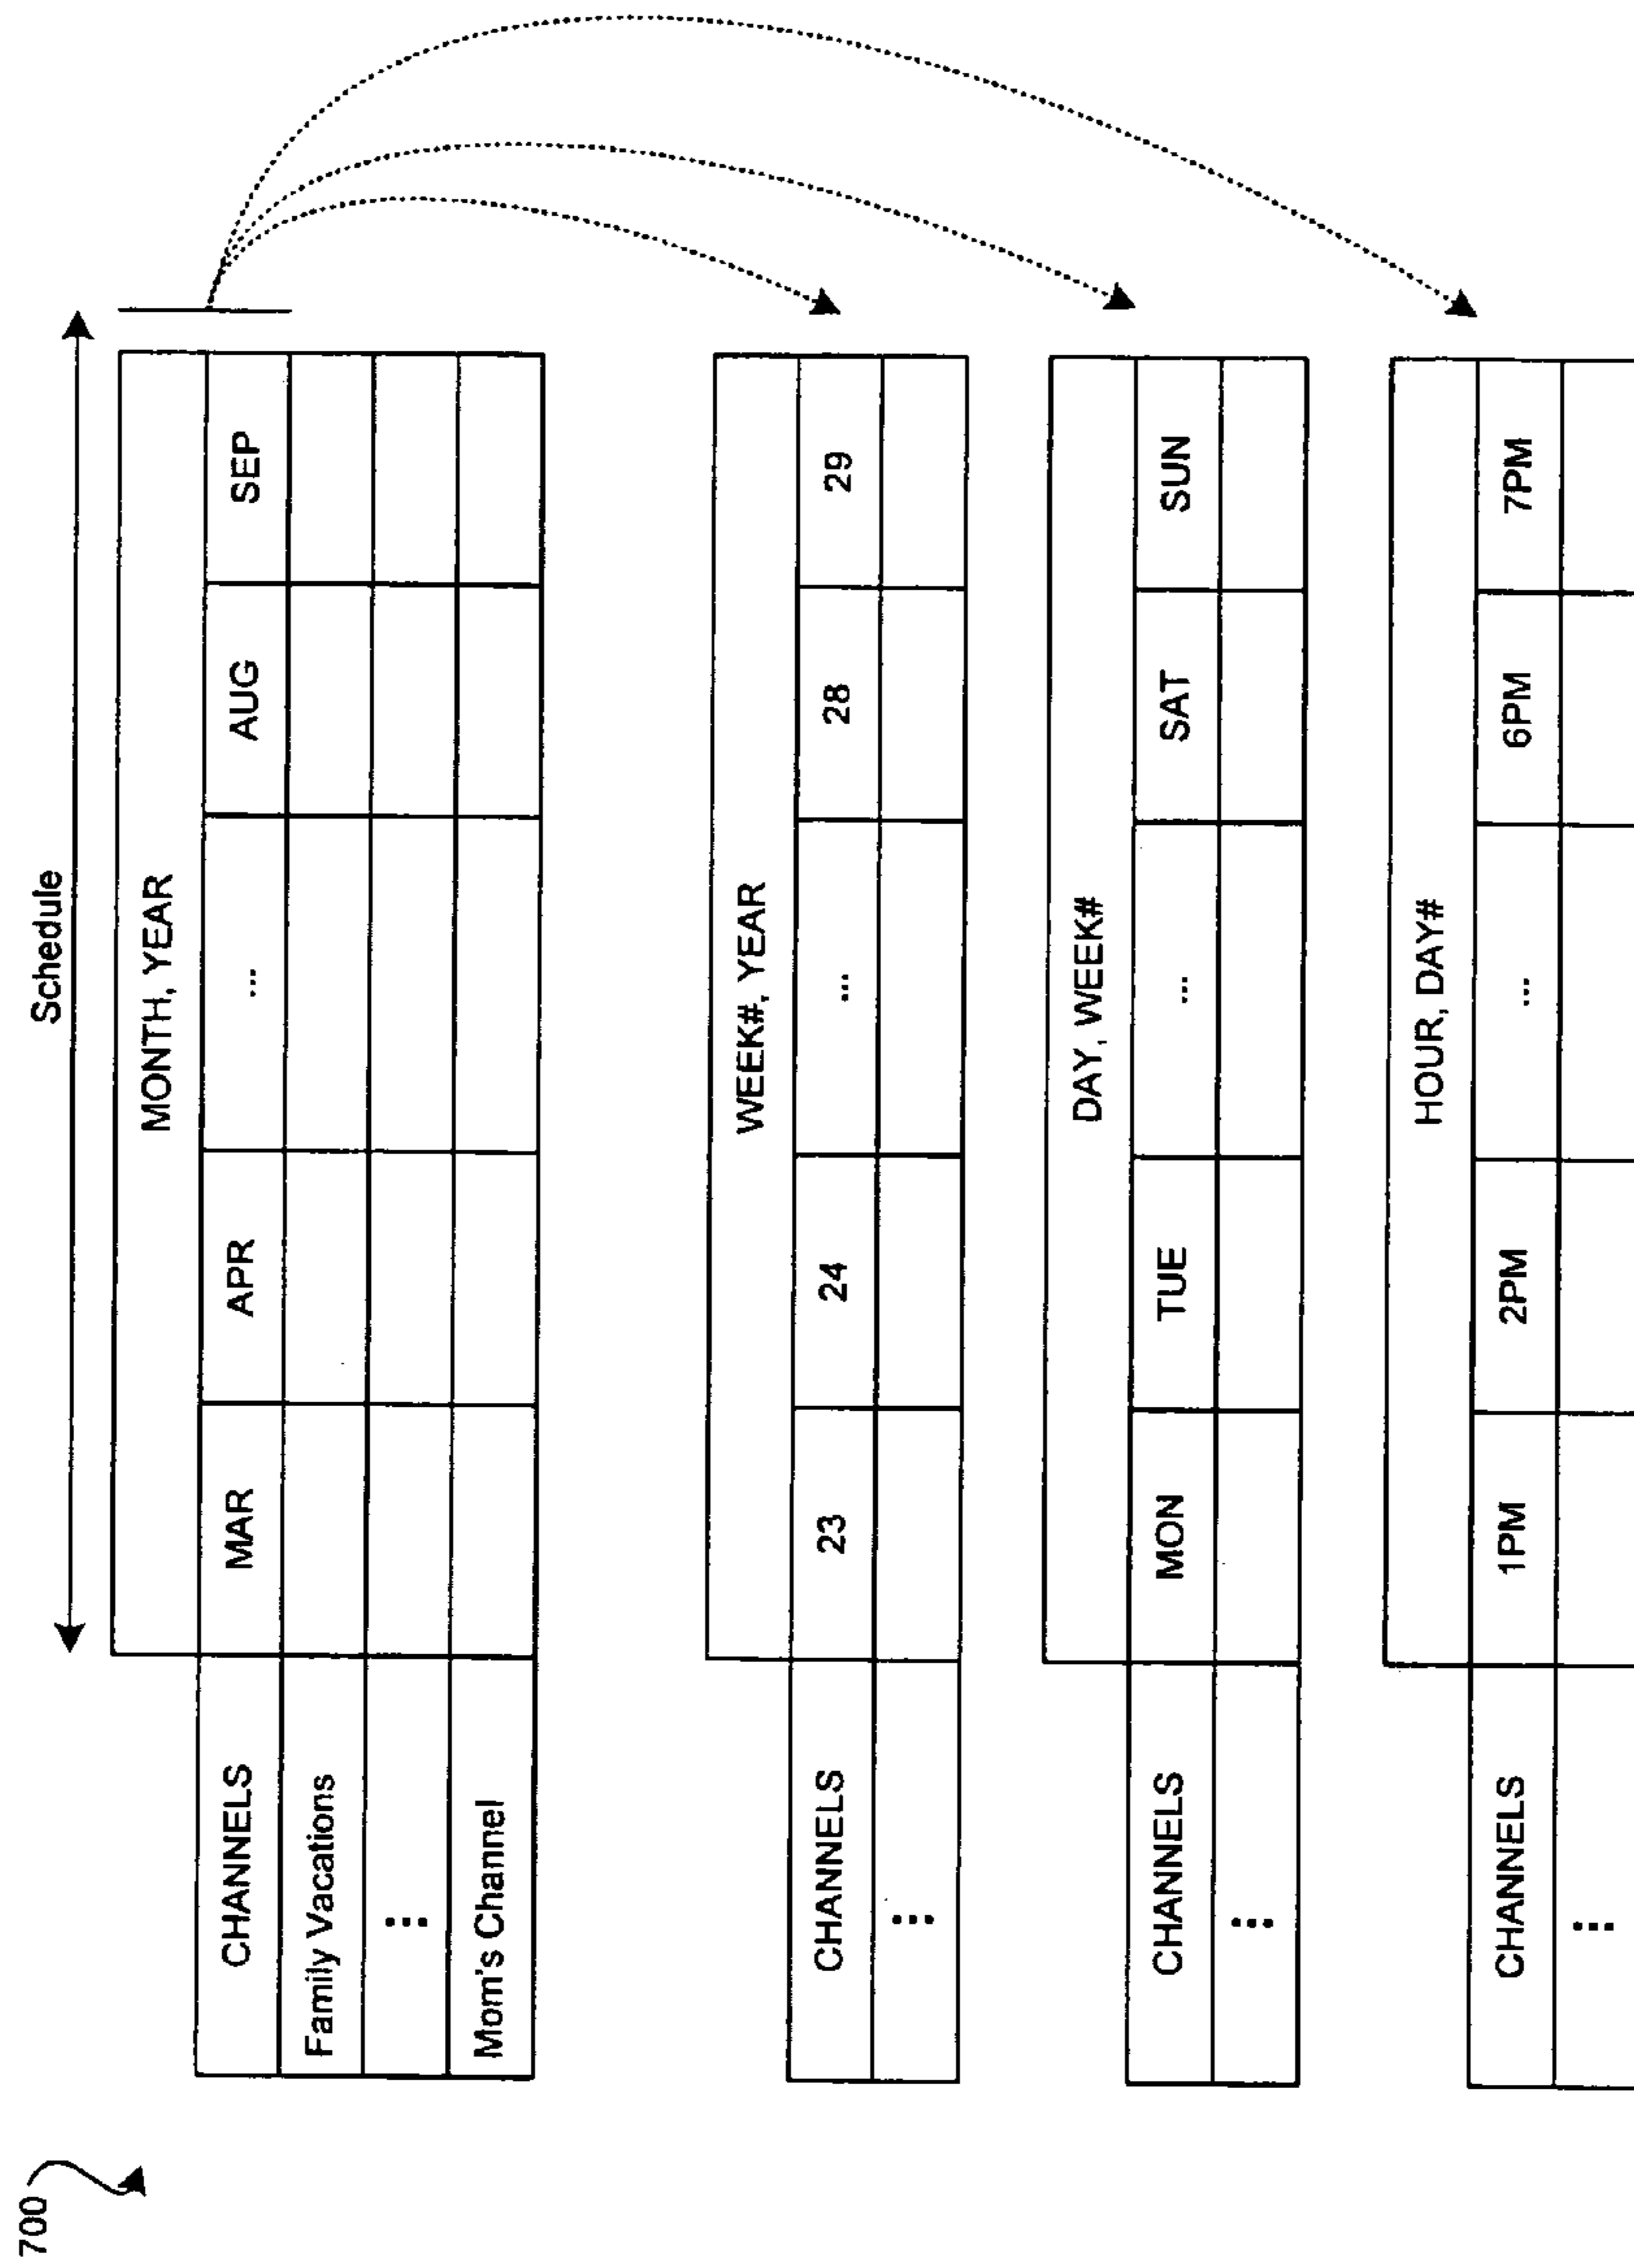 700
Schedule
MONTH, YEAR
CHANNELS MAR APR ... AUG SEP
Family Vacations
...
Mom's Channel
WEEK#, YEAR
CHANNELS 23 24 ... 28 29
...
DAY, WEEK#
CHANNELS MON TUE ... SAT SUN
...
HOUR, DAY#
CHANNELS 1PM 2PM ... 6PM 7PM
...